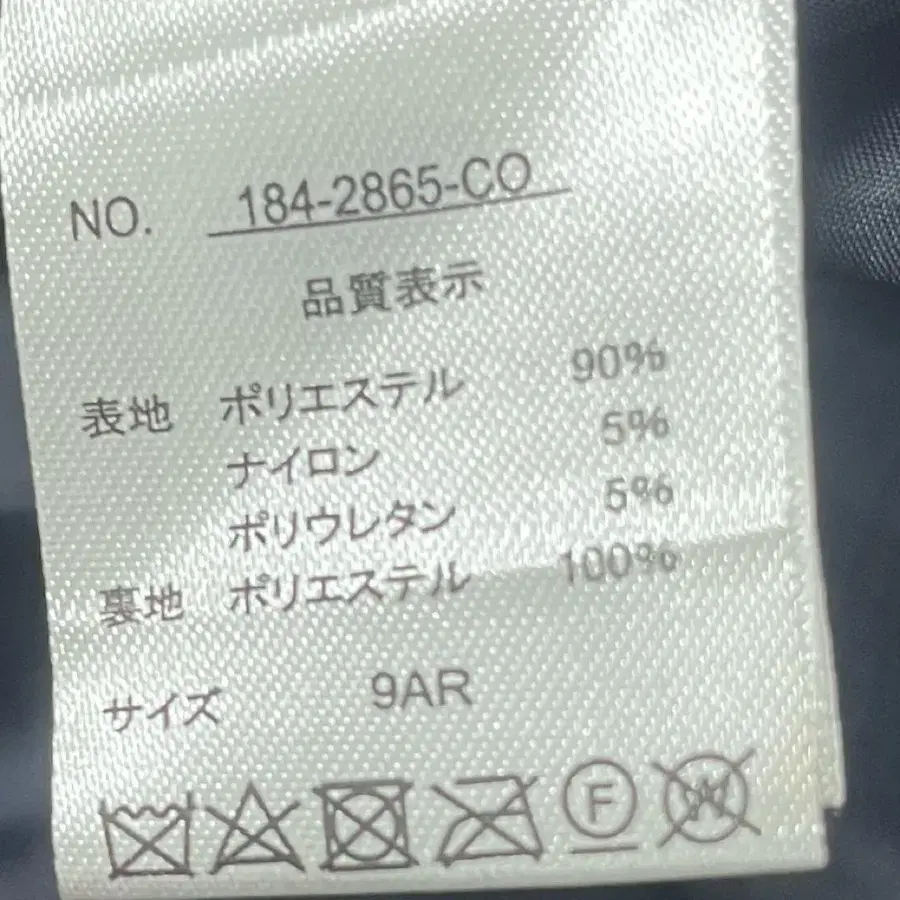 NO. 184-2865-CO
品質表示
表地 ポリエステル 90%
ナイロン 5%
ポリウレタン 5%
裏地 ポリエステル 100%
サイズ 9AR
F W